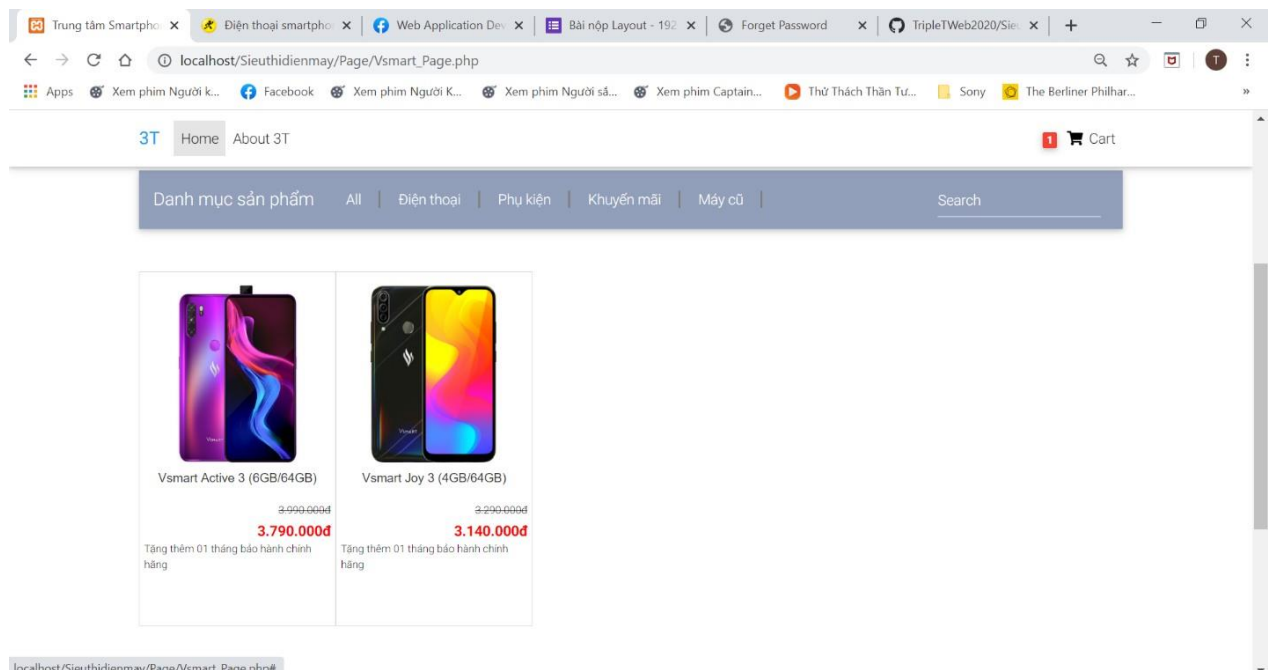 Trung tâm Smartpho
Điện thoại smartpho
Web Application Dev
Bài nộp Layout - 192
Forget Password
TripleTWeb2020/Sieu
localhost/Sieuthidienmay/Page/Vsmart_Page.php
T
Apps
Xem phim Người k...
Facebook
Xem phim Người K...
Xem phim Người sắ...
Xem phim Captain...
Thử Thách Thần Tư...
Sony
The Berliner Philhar...
»
3T Home About 3T
1 Cart
Danh mục sản phẩm All | Điện thoại | Phụ kiện | Khuyến mãi | Máy cũ |
Search
Vsmart Active 3 (6GB/64GB)
3.990.000đ
3.790.000đ
Tặng thêm 01 tháng bảo hành chính
hãng
Vsmart Joy 3 (4GB/64GB)
3.290.000đ
3.140.000đ
Tặng thêm 01 tháng bảo hành chính
hãng
localhost/Sieuthidienmay/Page/Vsmart_Page.php#